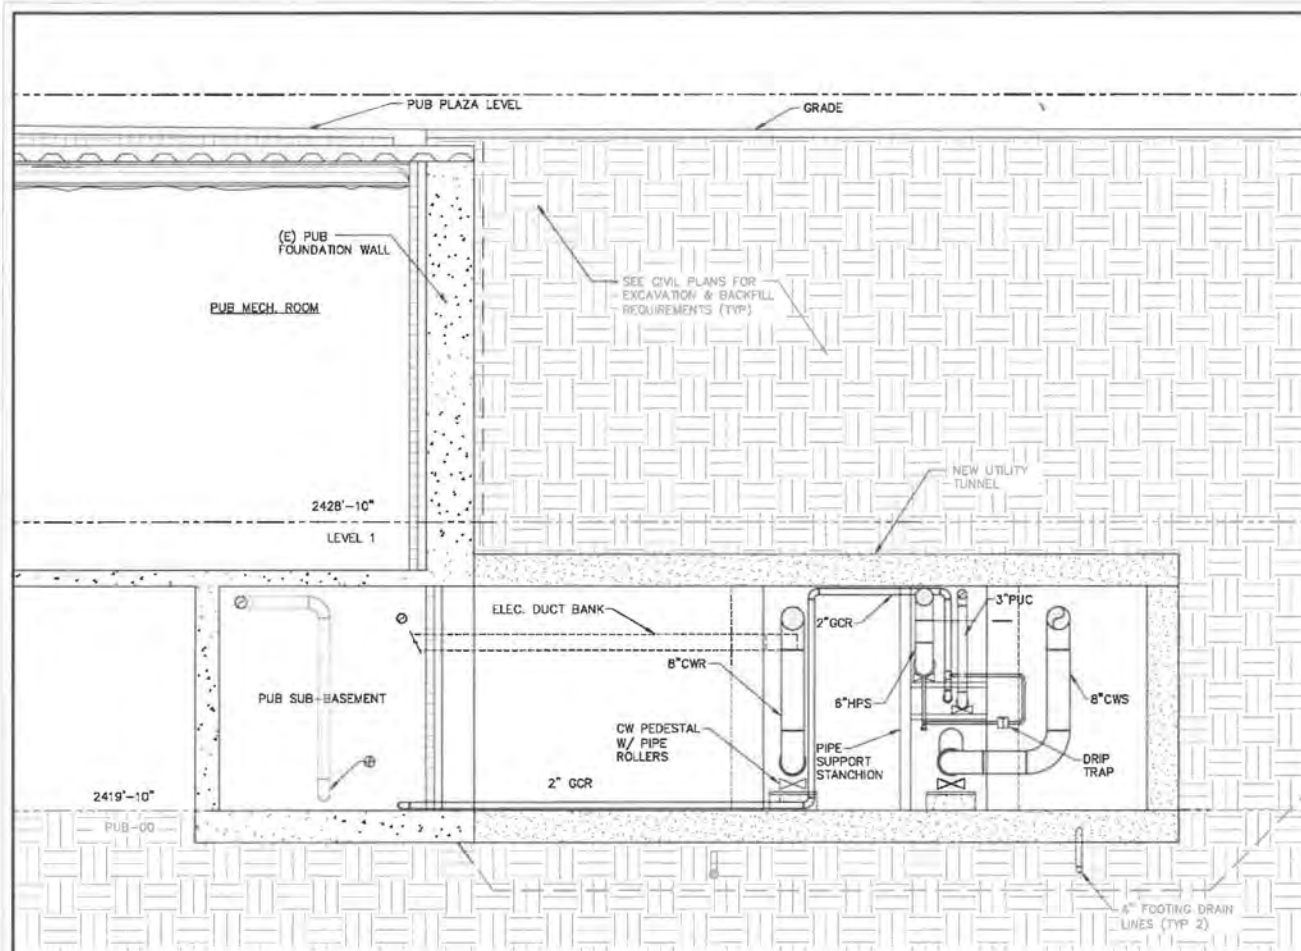 PUB PLAZA LEVEL
GRADE
(E) PUB
FOUNDATION WALL
SEE CIVIL PLANS FOR
EXCAVATION & BACKFILL
REQUIREMENTS (TYP)
PUB MECH. ROOM
NEW UTILITY
TUNNEL
2428'-10"
LEVEL 1
ELEC. DUCT BANK
2"GCR
3"PUC
8"CWR
PUB SUB-BASEMENT
6"HPS
8"CWS
CW PEDESTAL
W/ PIPE
ROLLERS
PIPE
SUPPORT
STANCHION
DRIP
TRAP
2" GCR
2419'-10"
PUB-00
4" FOOTING DRAIN
LINES (TYP 2)